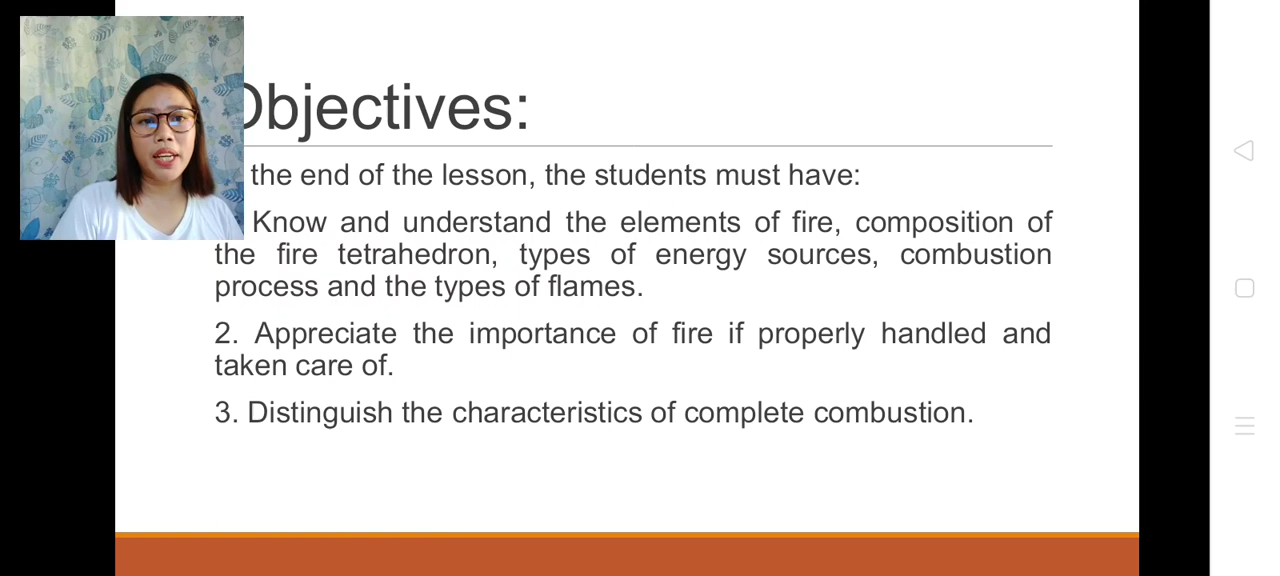 Objectives:
the end of the lesson, the students must have:
Know and understand the elements of fire, composition of
the fire tetrahedron, types of energy sources, combustion
process and the types of flames.
2. Appreciate the importance of fire if properly handled and
taken care of.
3. Distinguish the characteristics of complete combustion.